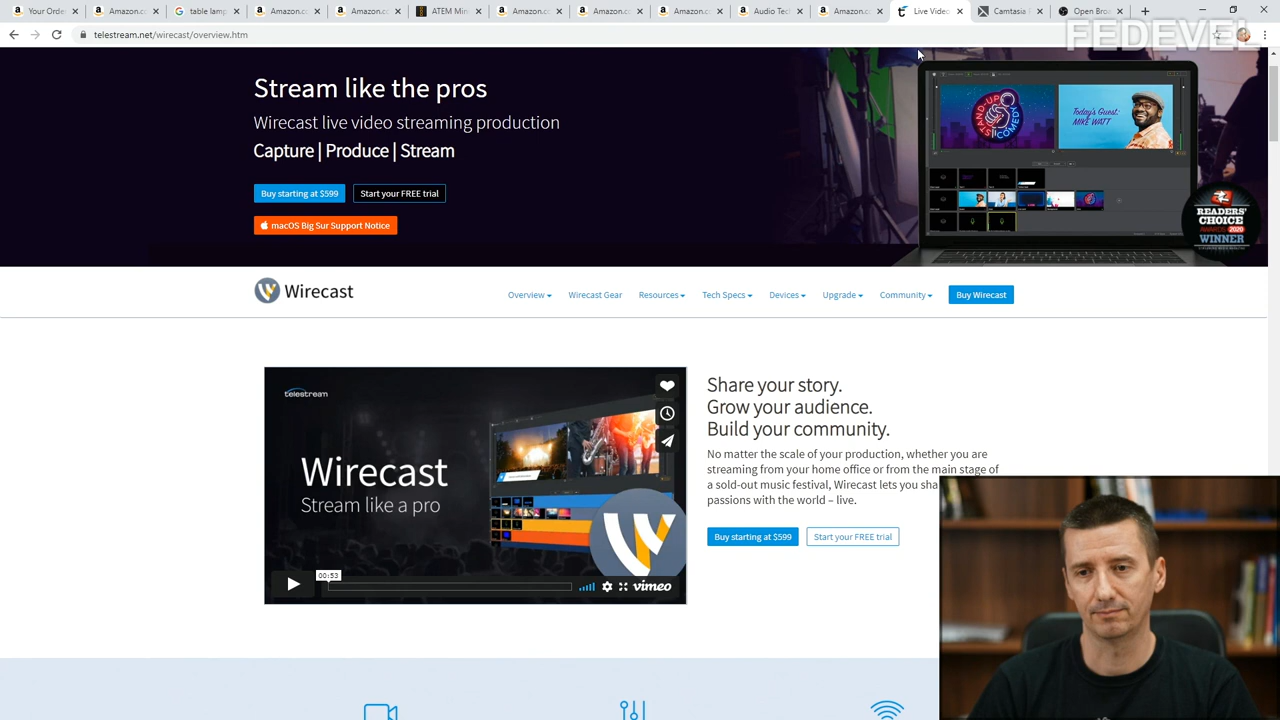 Your Orde
Amazon.c
table lamp
Amazon.c
Amazon.c
ATEM Min
Amazon.c
Amazon.c
Amazon.c
Audio Tec
Amazon.c
Live Video
Camtasia
Open Bro
telestream.net/wirecast/overview.htm
FEDEVEL
Stream like the pros
Wirecast live video streaming production
Capture | Produce | Stream
Buy starting at $599
Start your FREE trial
macOS Big Sur Support Notice
STAND-UP
COMEDY
Today's Guest:
MIKE WATT
READERS'
CHOICE
AWARDS 2020
WINNER
Wirecast
Overview
Wirecast Gear
Resources
Tech Specs
Devices
Upgrade
Community
Buy Wirecast
telestream
Wirecast
Stream like a pro
00:53
vimeo
Share your story.
Grow your audience.
Build your community.
No matter the scale of your production, whether you are
streaming from your home office or from the main stage of
a sold-out music festival, Wirecast lets you sha
passions with the world – live.
Buy starting at $599
Start your FREE trial